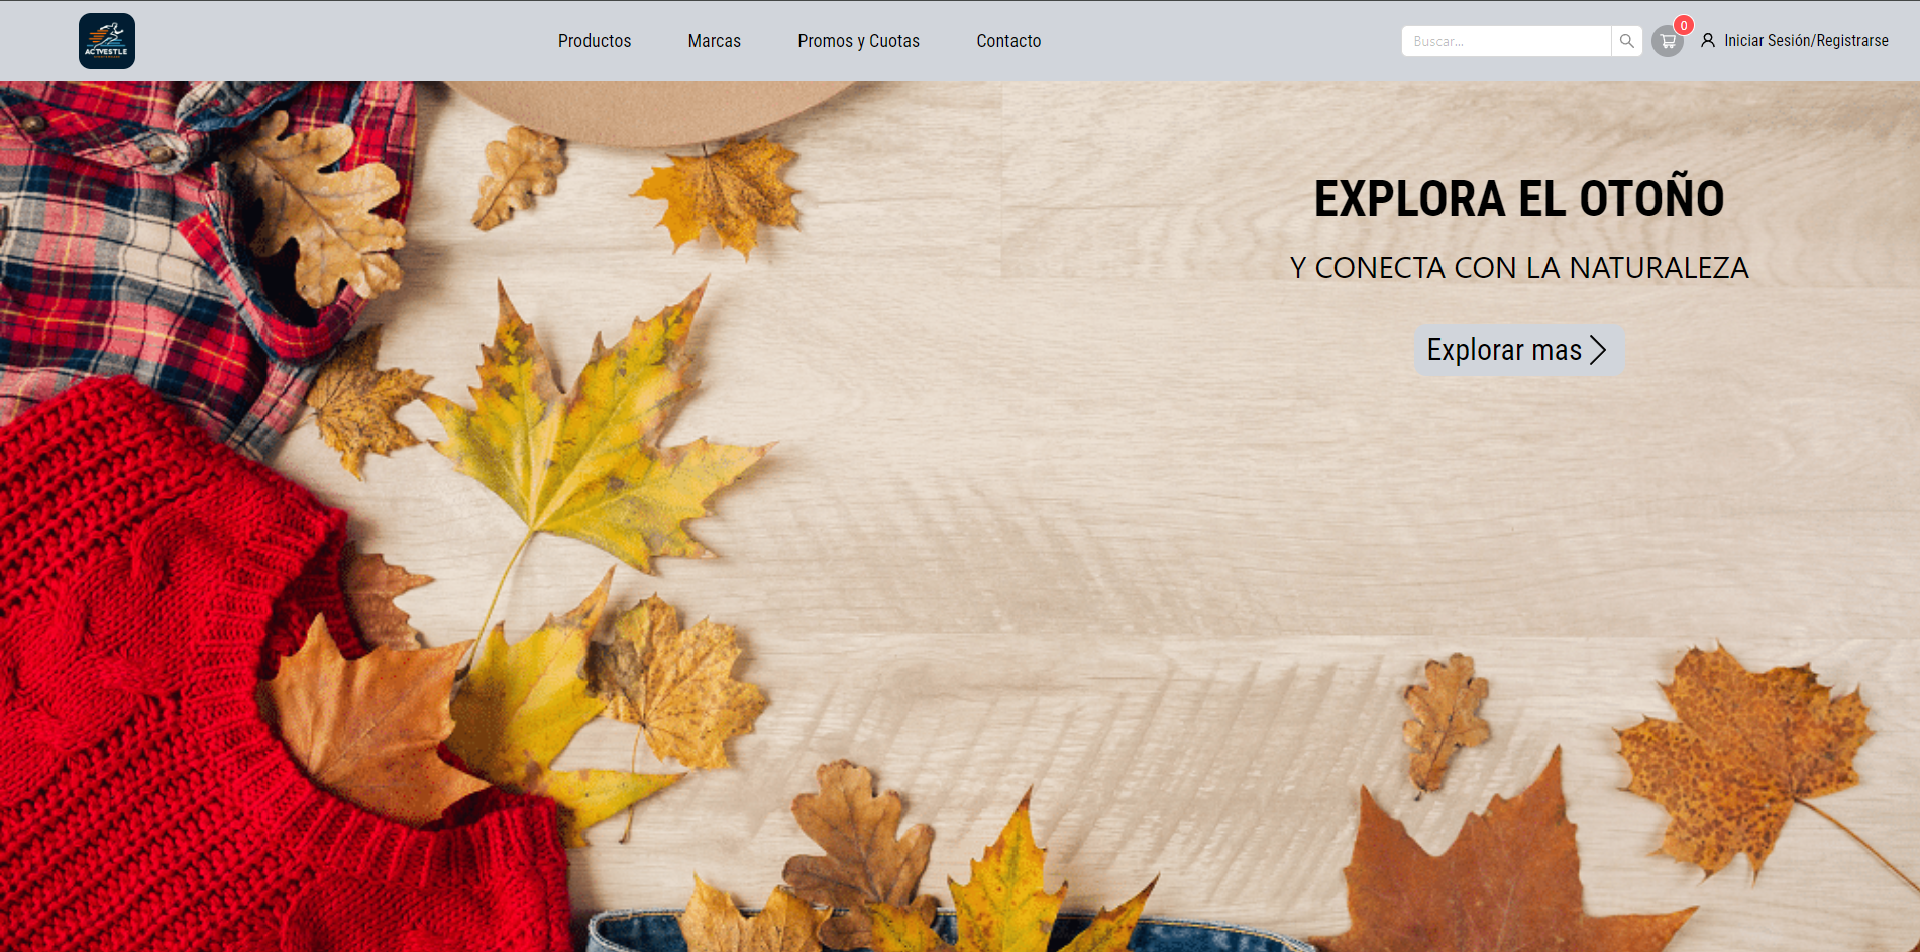 ACTVESTLE
Productos
Marcas
Promos y Cuotas
Contacto
Buscar...
0
Iniciar Sesión/Registrarse
EXPLORA EL OTOÑO
Y CONECTA CON LA NATURALEZA
Explorar mas